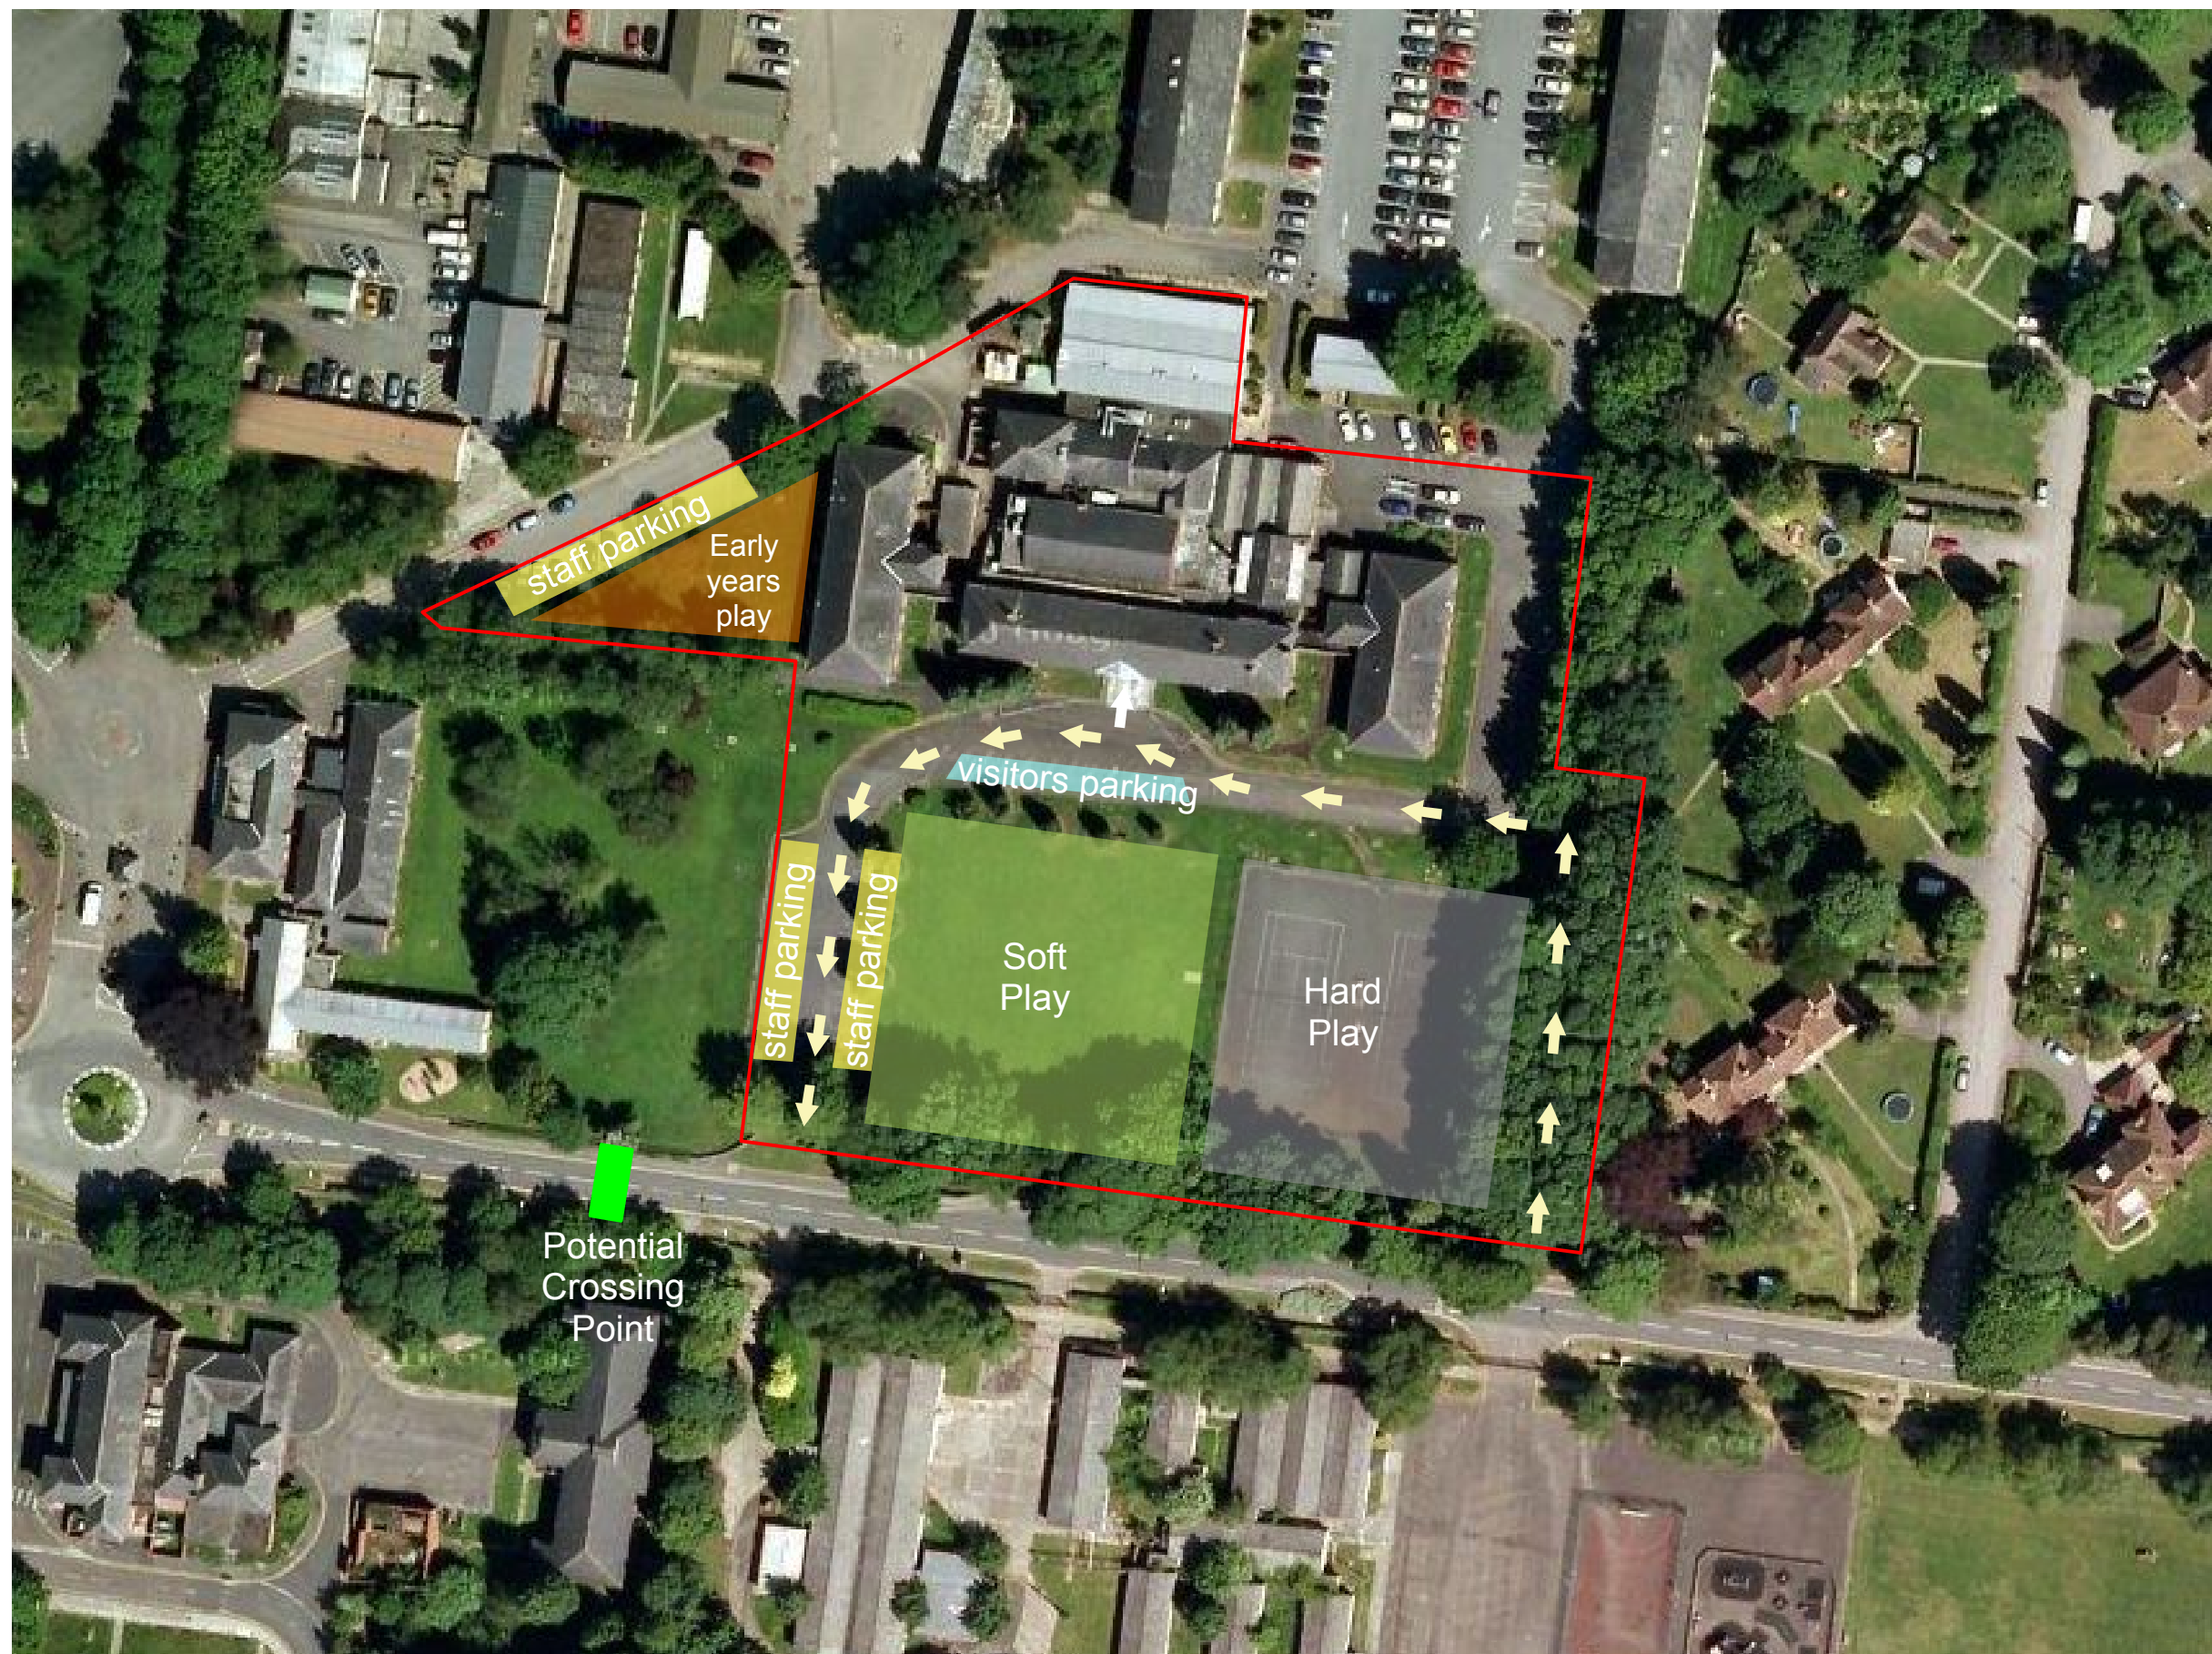 staff parking
Early
years
play
visitors parking
staff parking
staff parking
Soft
Play
Hard
Play
Potential
Crossing
Point